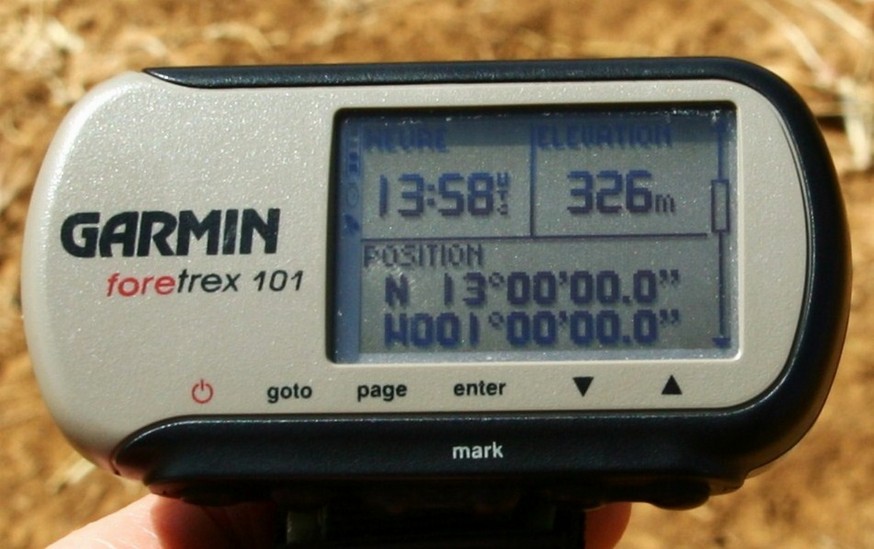 GARMIN
foretrex 101
HEURE
ELEVATION
13:58 UTC
326m
POSITION
N 13°00'00.0"
W001°00'00.0"
goto
page
enter
mark